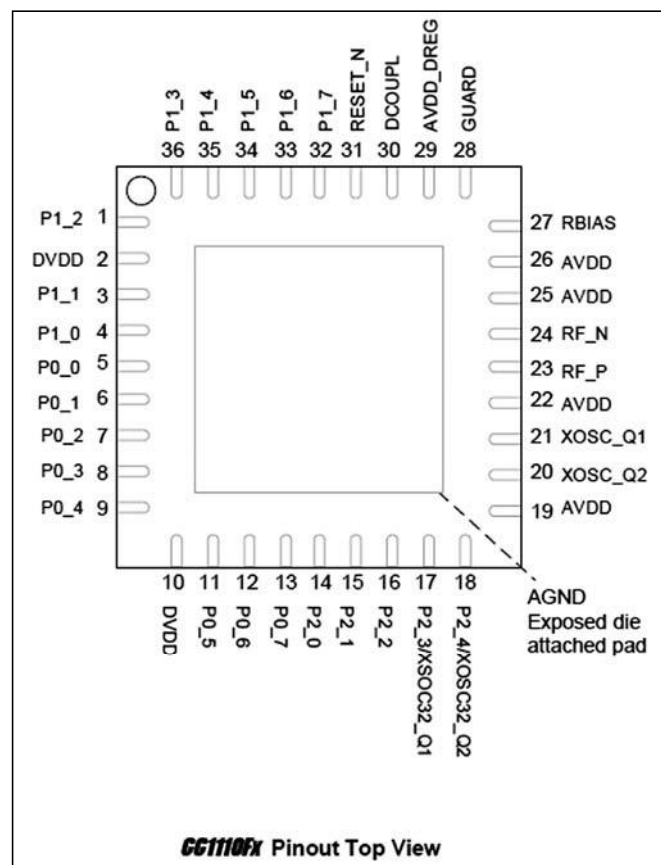 P1_3
P1_4
P1_5
P1_6
P1_7
RESET_N
DCOUPL
AVDD_DREG
GUARD
36 35 34 33 32 31 30 29 28
P1_2 1
DVDD 2
P1_1 3
P1_0 4
P0_0 5
P0_1 6
P0_2 7
P0_3 8
P0_4 9
27 RBIAS
26 AVDD
25 AVDD
24 RF_N
23 RF_P
22 AVDD
21 XOSC_Q1
20 XOSC_Q2
19 AVDD
10 11 12 13 14 15 16 17 18
DVDD
P0_5
P0_6
P0_7
P2_0
P2_1
P2_2
P2_3/XSOC32_Q1
P2_4/XOSC32_Q2
AGND
Exposed die
attached pad
CC1110Fx Pinout Top View